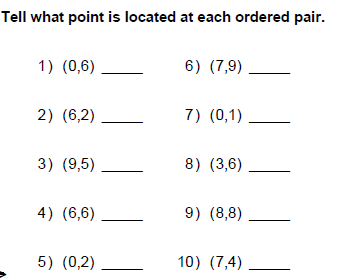 Tell what point is located at each ordered pair.
1) (0,6) _____ 6) (7,9) _____
2) (6,2) _____ 7) (0,1) _____
3) (9,5) _____ 8) (3,6) _____
4) (6,6) _____ 9) (8,8) _____
5) (0,2) _____ 10) (7,4) _____